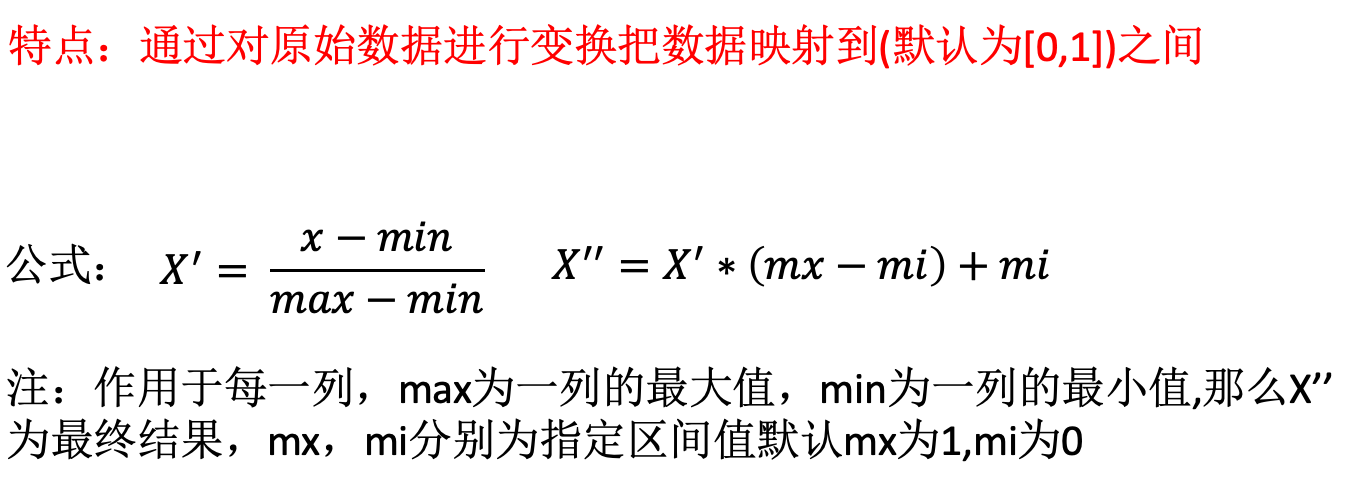 特点：通过对原始数据进行变换把数据映射到(默认为[0,1])之间
公式： X′ = (x − min)/(max − min)   X′′ = X′ ∗ (mx − mi) + mi
注：作用于每一列，max为一列的最大值，min为一列的最小值,那么X’’
为最终结果，mx，mi分别为指定区间值默认mx为1,mi为0